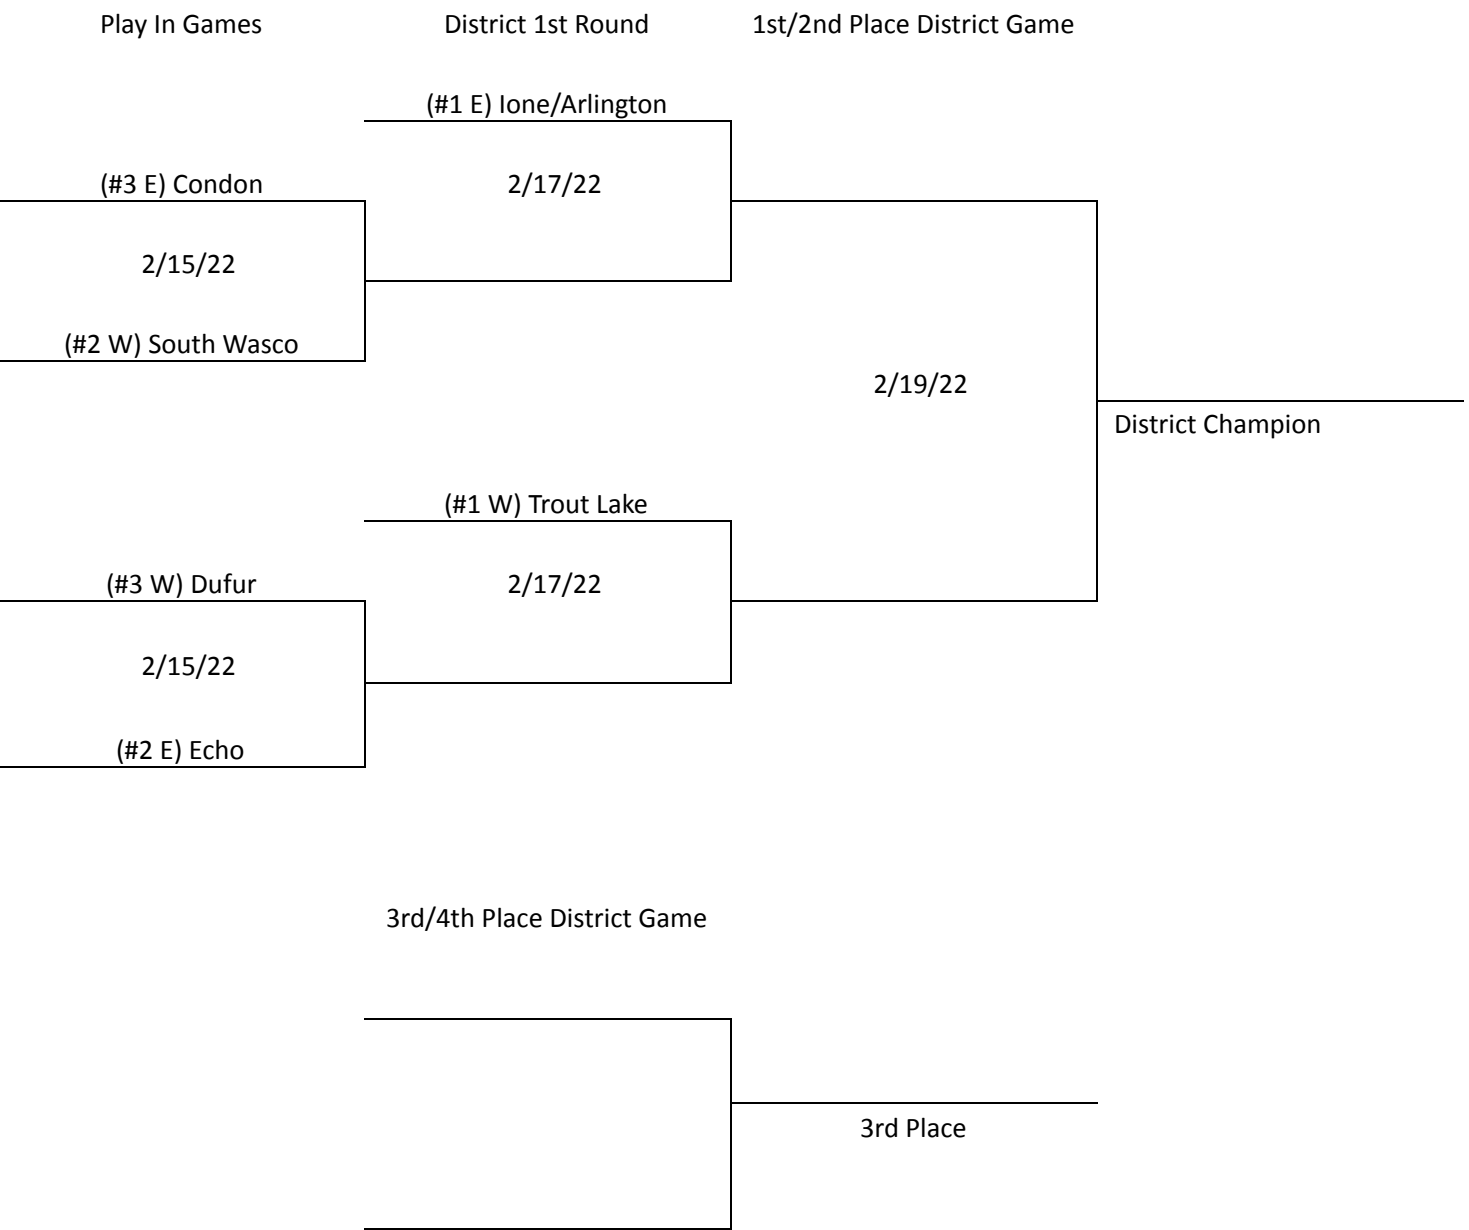 Play In Games
District 1st Round
1st/2nd Place District Game
(#1 E) Ione/Arlington
(#3 E) Condon
2/17/22
2/15/22
(#2 W) South Wasco
2/19/22
District Champion
(#1 W) Trout Lake
(#3 W) Dufur
2/17/22
2/15/22
(#2 E) Echo
3rd/4th Place District Game
3rd Place